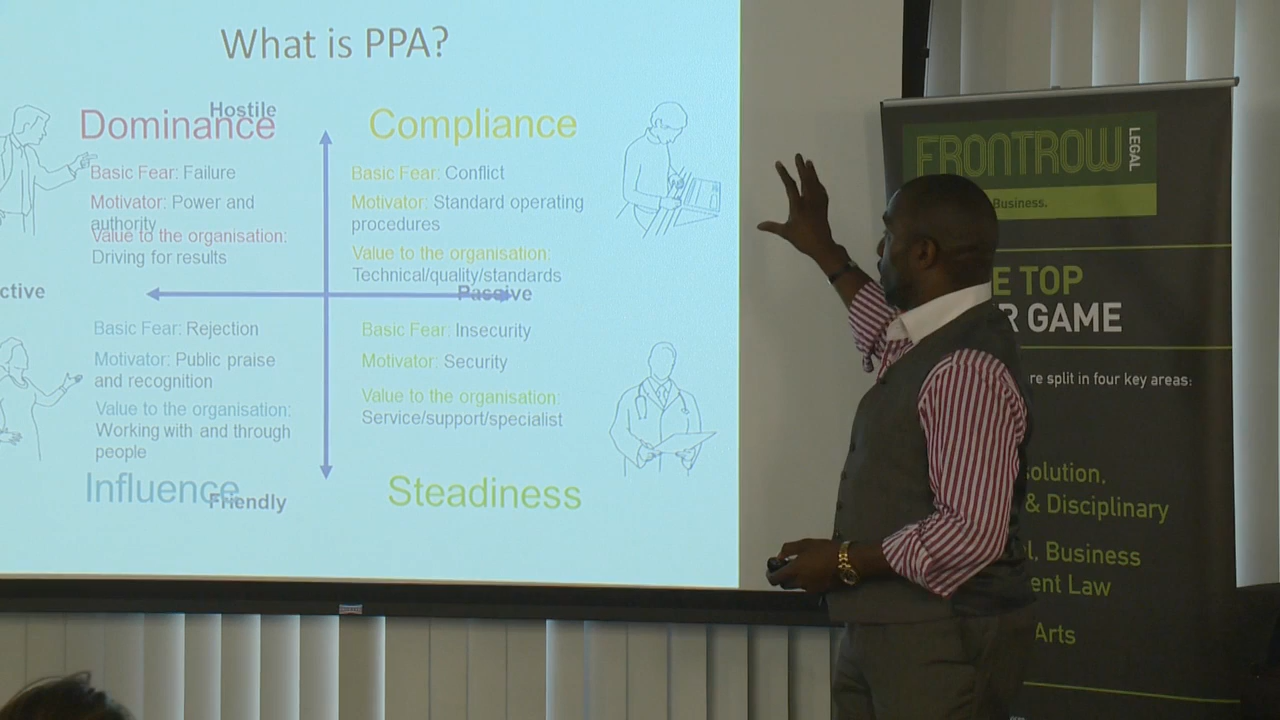 What is PPA?
Hostile
Dominance
Basic Fear: Failure
Motivator: Power and
authority
Value to the organisation:
Driving for results
Compliance
Basic Fear: Conflict
Motivator: Standard operating
procedures
Value to the organisation:
Technical/quality/standards
ctive
Passive
Basic Fear: Rejection
Motivator: Public praise
and recognition
Value to the organisation:
Working with and through
people
Influence
Friendly
Basic Fear: Insecurity
Motivator: Security
Value to the organisation:
Service/support/specialist
Steadiness
FRONTROW
LEGAL
Business.
E TOP
R GAME
re split in four key areas:
solution,
& Disciplinary
l, Business
ent Law
Arts